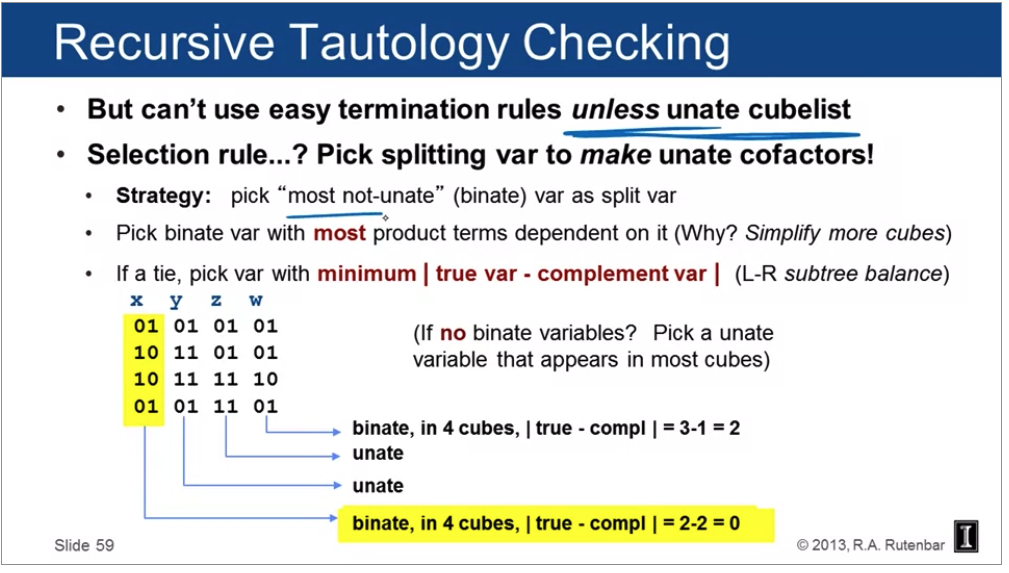 Recursive Tautology Checking
• But can't use easy termination rules unless unate cubelist
• Selection rule...? Pick splitting var to make unate cofactors!
• Strategy: pick “most not-unate” (binate) var as split var
• Pick binate var with most product terms dependent on it (Why? Simplify more cubes)
• If a tie, pick var with minimum | true var - complement var | (L-R subtree balance)
x y z w
01 01 01 01
10 11 01 01
10 11 11 10
01 01 11 01
(If no binate variables? Pick a unate
variable that appears in most cubes)
binate, in 4 cubes, | true - compl | = 3-1 = 2
unate
unate
binate, in 4 cubes, | true - compl | = 2-2 = 0
Slide 59
© 2013, R.A. Rutenbar
I